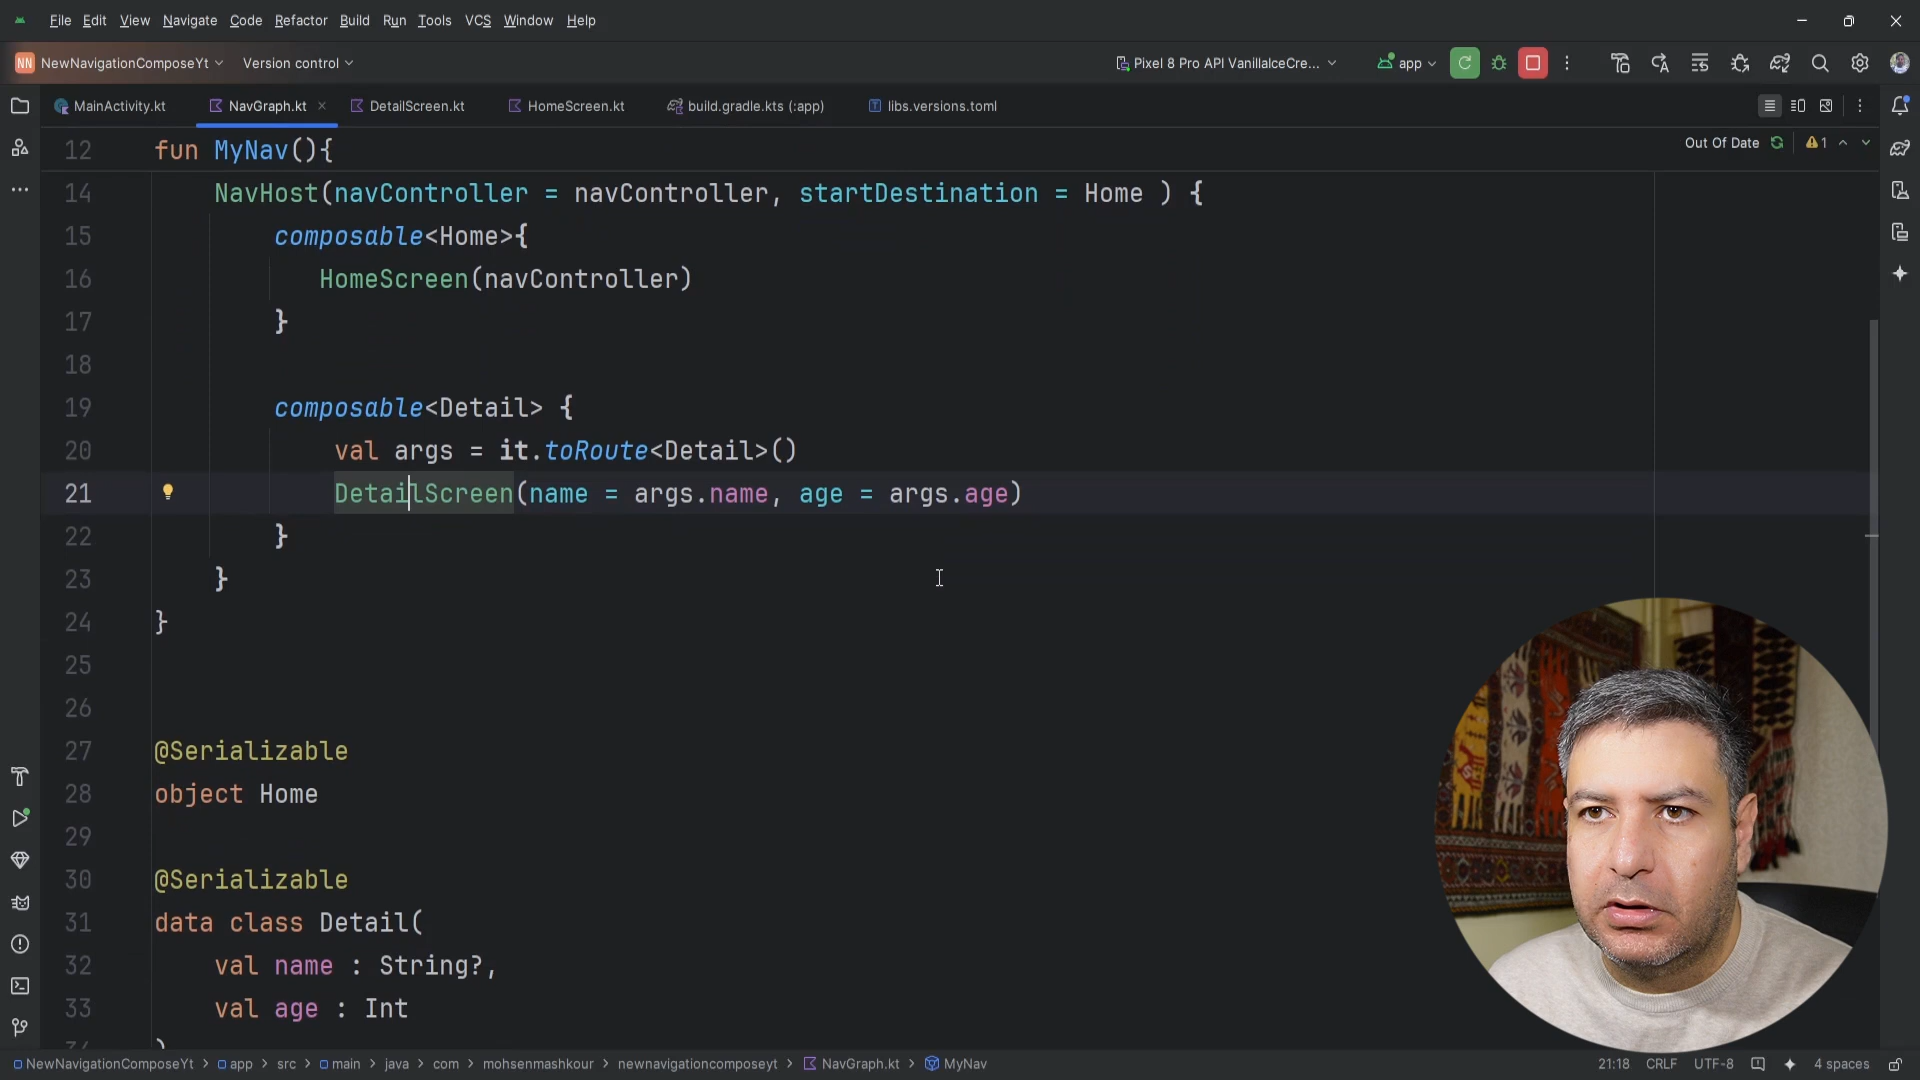 File Edit View Navigate Code Refactor Build Run Tools VCS Window Help
NN NewNavigationComposeYt Version control Pixel 8 Pro API VanillaIceCre... app
MainActivity.kt NavGraph.kt DetailScreen.kt HomeScreen.kt build.gradle.kts (:app) libs.versions.toml
12 fun MyNav(){
Out Of Date 1
14 NavHost(navController = navController, startDestination = Home ) {
15 composable<Home>{
16 HomeScreen(navController)
17 }
18
19 composable<Detail> {
20 val args = it.toRoute<Detail>()
21 DetailScreen(name = args.name, age = args.age)
22 }
23 }
24 }
25
26
27 @Serializable
28 object Home
29
30 @Serializable
31 data class Detail(
32 val name : String?,
33 val age : Int
34 )
NewNavigationComposeYt > app > src > main > java > com > mohsenmashkour > newnavigationcomposeyt > NavGraph.kt > MyNav 21:18 CRLF UTF-8 4 spaces